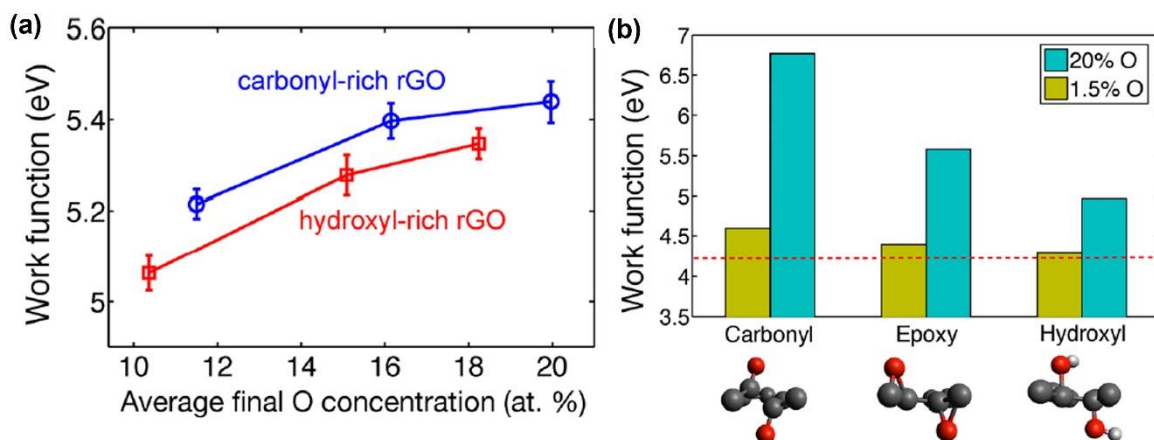 (a)
5.6
5.4
5.2
5
Work function (eV)
carbonyl-rich rGO
hydroxyl-rich rGO
10 12 14 16 18 20
Average final O concentration (at. %)
(b)
7
6.5
6
5.5
5
4.5
4
3.5
Work function (eV)
20% O
1.5% O
Carbonyl Epoxy Hydroxyl